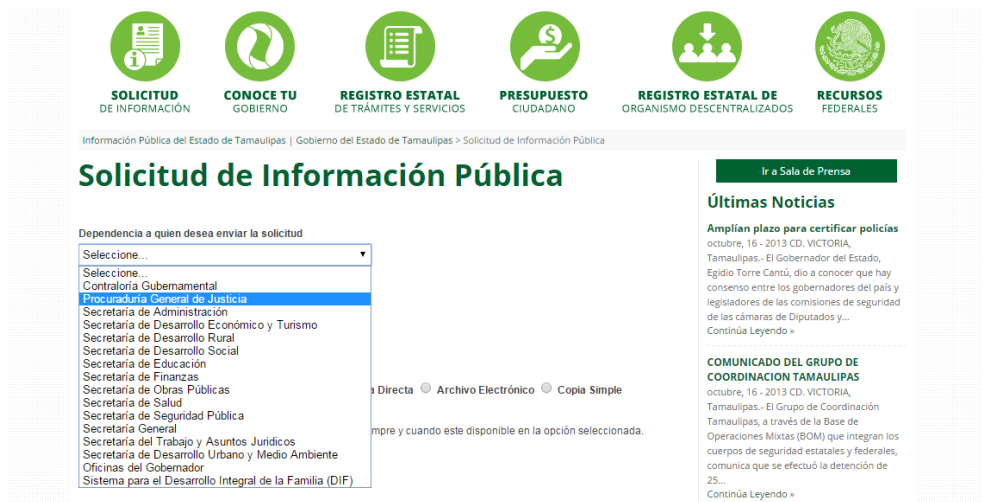 SOLICITUD
DE INFORMACIÓN
CONOCE TU
GOBIERNO
REGISTRO ESTATAL
DE TRÁMITES Y SERVICIOS
PRESUPUESTO
CIUDADANO
REGISTRO ESTATAL DE
ORGANISMO DESCENTRALIZADOS
RECURSOS
FEDERALES
Información Pública del Estado de Tamaulipas | Gobierno del Estado de Tamaulipas > Solicitud de Información Pública
Solicitud de Información Pública
Dependencia a quien desea enviar la solicitud
Seleccione...
Seleccione...
Contraloría Gubernamental
Procuraduría General de Justicia
Secretaría de Administración
Secretaría de Desarrollo Económico y Turismo
Secretaría de Desarrollo Rural
Secretaría de Desarrollo Social
Secretaría de Educación
Secretaría de Finanzas
Secretaría de Obras Públicas
Secretaría de Salud
Secretaría de Seguridad Pública
Secretaría General
Secretaría del Trabajo y Asuntos Juridicos
Secretaría de Desarrollo Urbano y Medio Ambiente
Oficinas del Gobernador
Sistema para el Desarrollo Integral de la Familia (DIF)
a Directa Archivo Electrónico Copia Simple
mpre y cuando este disponible en la opción seleccionada.
Ir a Sala de Prensa
Últimas Noticias
Amplían plazo para certificar policías
octubre, 16 - 2013 CD. VICTORIA,
Tamaulipas.- El Gobernador del Estado,
Egidio Torre Cantú, dio a conocer que hay
consenso entre los gobernadores del país y
legisladores de las comisiones de seguridad
de las cámaras de Diputados y...
Continúa Leyendo »
COMUNICADO DEL GRUPO DE
COORDINACION TAMAULIPAS
octubre, 16 - 2013 CD. VICTORIA,
Tamaulipas.- El Grupo de Coordinación
Tamaulipas, a través de la Base de
Operaciones Mixtas (BOM) que integran los
cuerpos de seguridad estatales y federales,
comunica que se efectuó la detención de
25...
Continúa Leyendo »